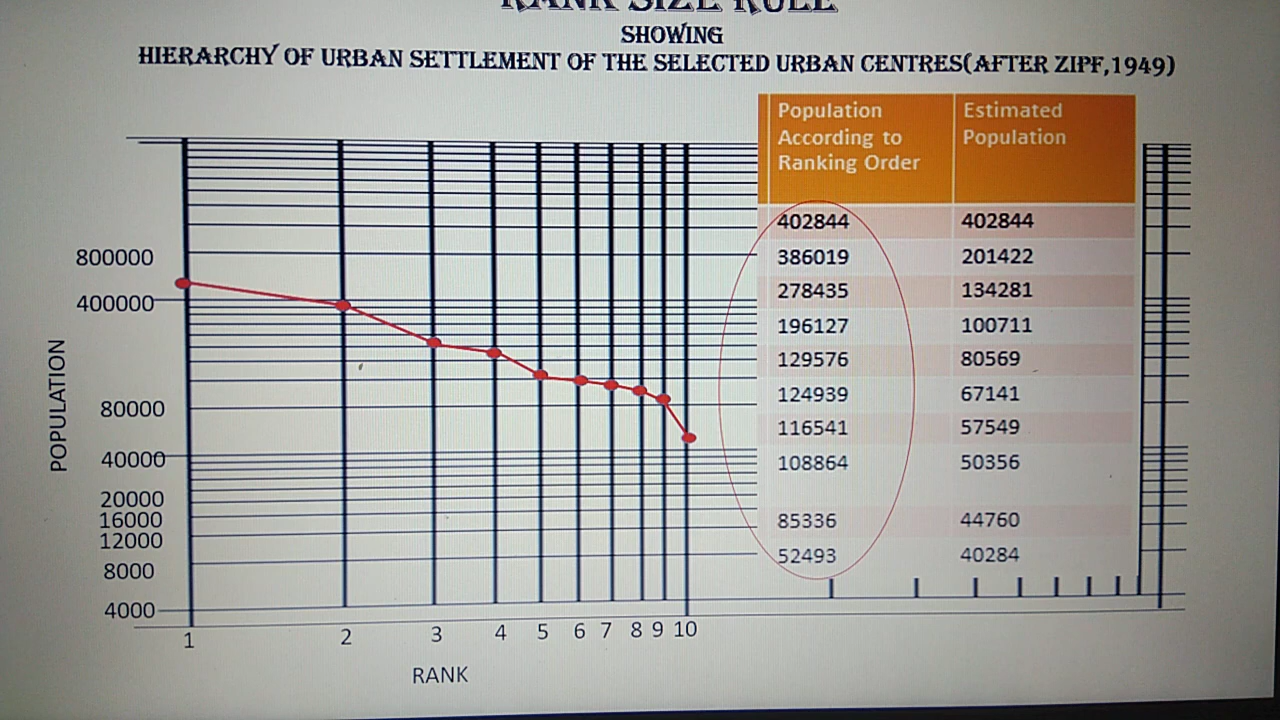 RANK SIZE RULE
SHOWING
HIERARCHY OF URBAN SETTLEMENT OF THE SELECTED URBAN CENTRES(AFTER ZIPF,1949)
Population According to Ranking Order Estimated Population
402844 402844
386019 201422
278435 134281
196127 100711
129576 80569
124939 67141
116541 57549
108864 50356
85336 44760
52493 40284
POPULATION
800000
400000
80000
40000
20000
16000
12000
8000
4000
1 2 3 4 5 6 7 8 9 10
RANK